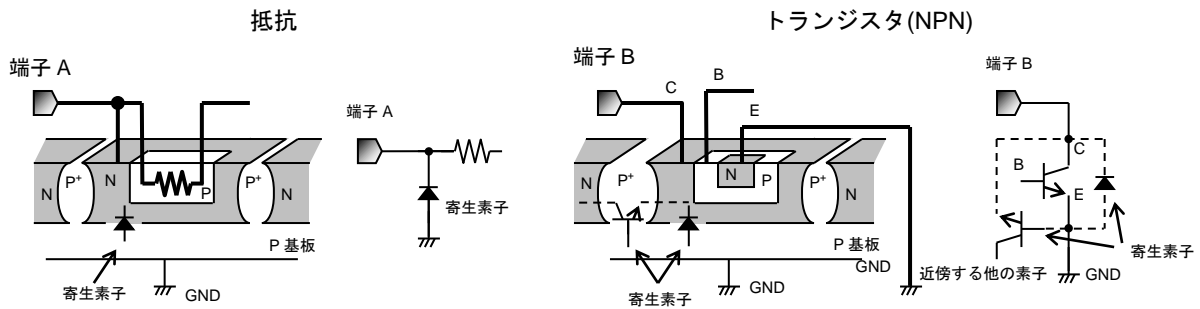 抵抗
トランジスタ(NPN)
端子 A
N
P+
N
P
P+
N
P 基板
寄生素子
GND
端子 A
寄生素子
端子 B
C
B
E
N
P+
N
P
P+
N
P 基板
GND
寄生素子
GND
端子 B
C
B
E
寄生素子
近傍する他の素子
GND